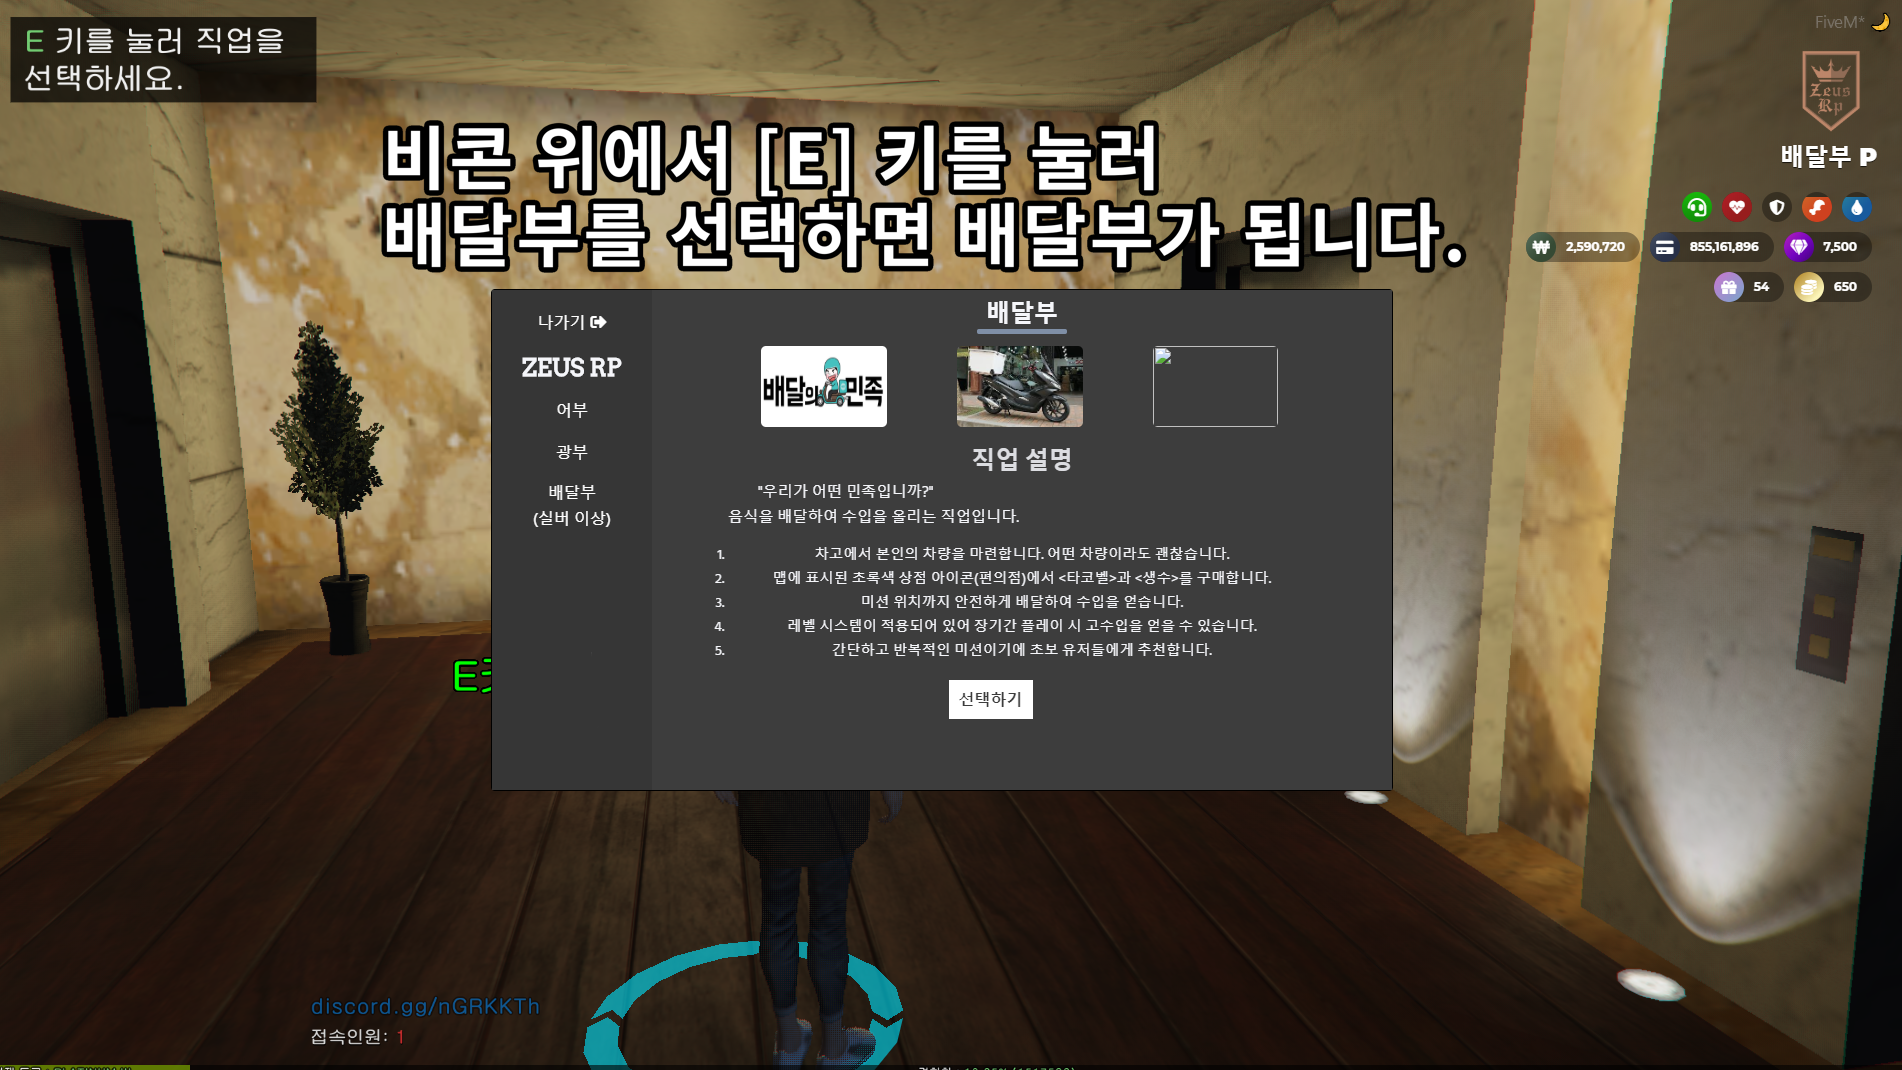 E 키를 눌러 직업을
선택하세요.
FiveM*
Zeus
Rp
배달부 P
비콘 위에서 [E] 키를 눌러
배달부를 선택하면 배달부가 됩니다.
2,590,720
855,161,896
7,500
54
650
나가기
ZEUS RP
어부
광부
배달부
(실버 이상)
배달부
배달의민족
직업 설명
"우리가 어떤 민족입니까?"
음식을 배달하여 수입을 올리는 직업입니다.
1. 차고에서 본인의 차량을 마련합니다. 어떤 차량이라도 괜찮습니다.
2. 맵에 표시된 초록색 상점 아이콘(편의점)에서 <타코벨>과 <생수>를 구매합니다.
3. 미션 위치까지 안전하게 배달하여 수입을 얻습니다.
4. 레벨 시스템이 적용되어 있어 장기간 플레이 시 고수입을 얻을 수 있습니다.
5. 간단하고 반복적인 미션이기에 초보 유저들에게 추천합니다.
선택하기
discord.gg/nGRKKTh
접속인원: 1